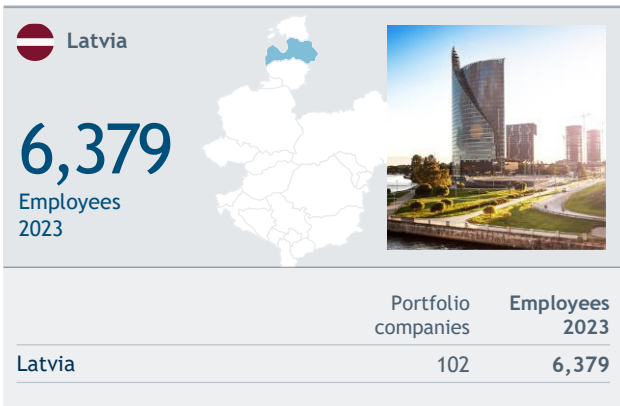 Latvia
6,379
Employees
2023
Portfolio Employees
companies 2023
Latvia 102 6,379